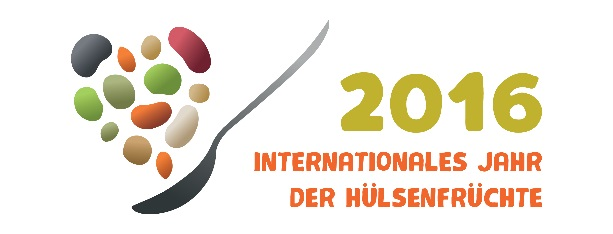 2016
INTERNATIONALES JAHR
DER HÜLSENFRÜCHTE